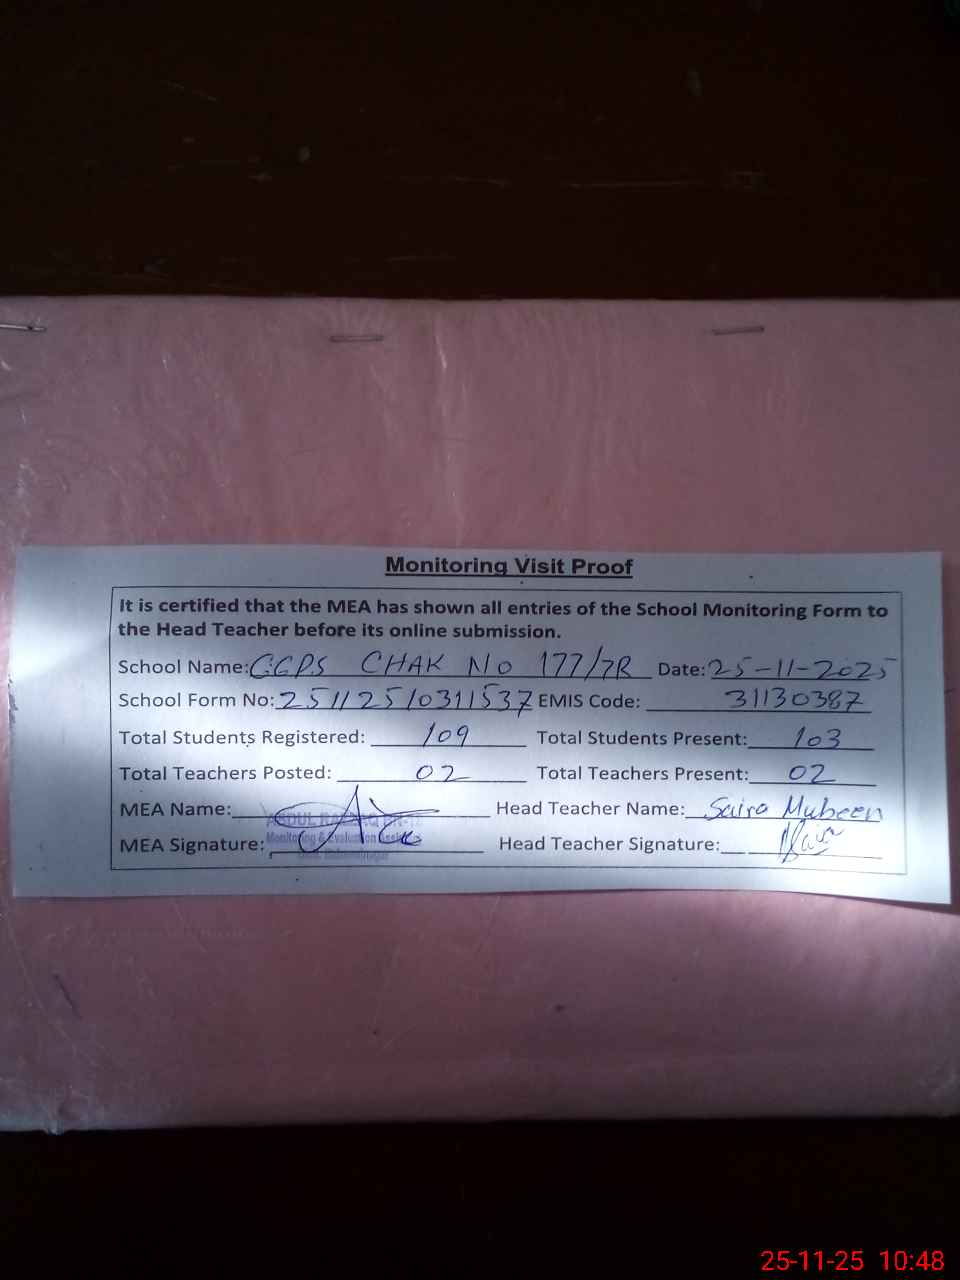 Monitoring Visit Proof
It is certified that the MEA has shown all entries of the School Monitoring Form to
the Head Teacher before its online submission.
School Name: GGPS CHAK No 177/7R Date: 25-11-2025
School Form No: 25112510311537 EMIS Code: 31130387
Total Students Registered: 109 Total Students Present: 103
Total Teachers Posted: 02 Total Teachers Present: 02
MEA Name: ABDUL Head Teacher Name: Saira Mubeen
Monitoring & Evaluation
MEA Signature: Head Teacher Signature:
25-11-25 10:48